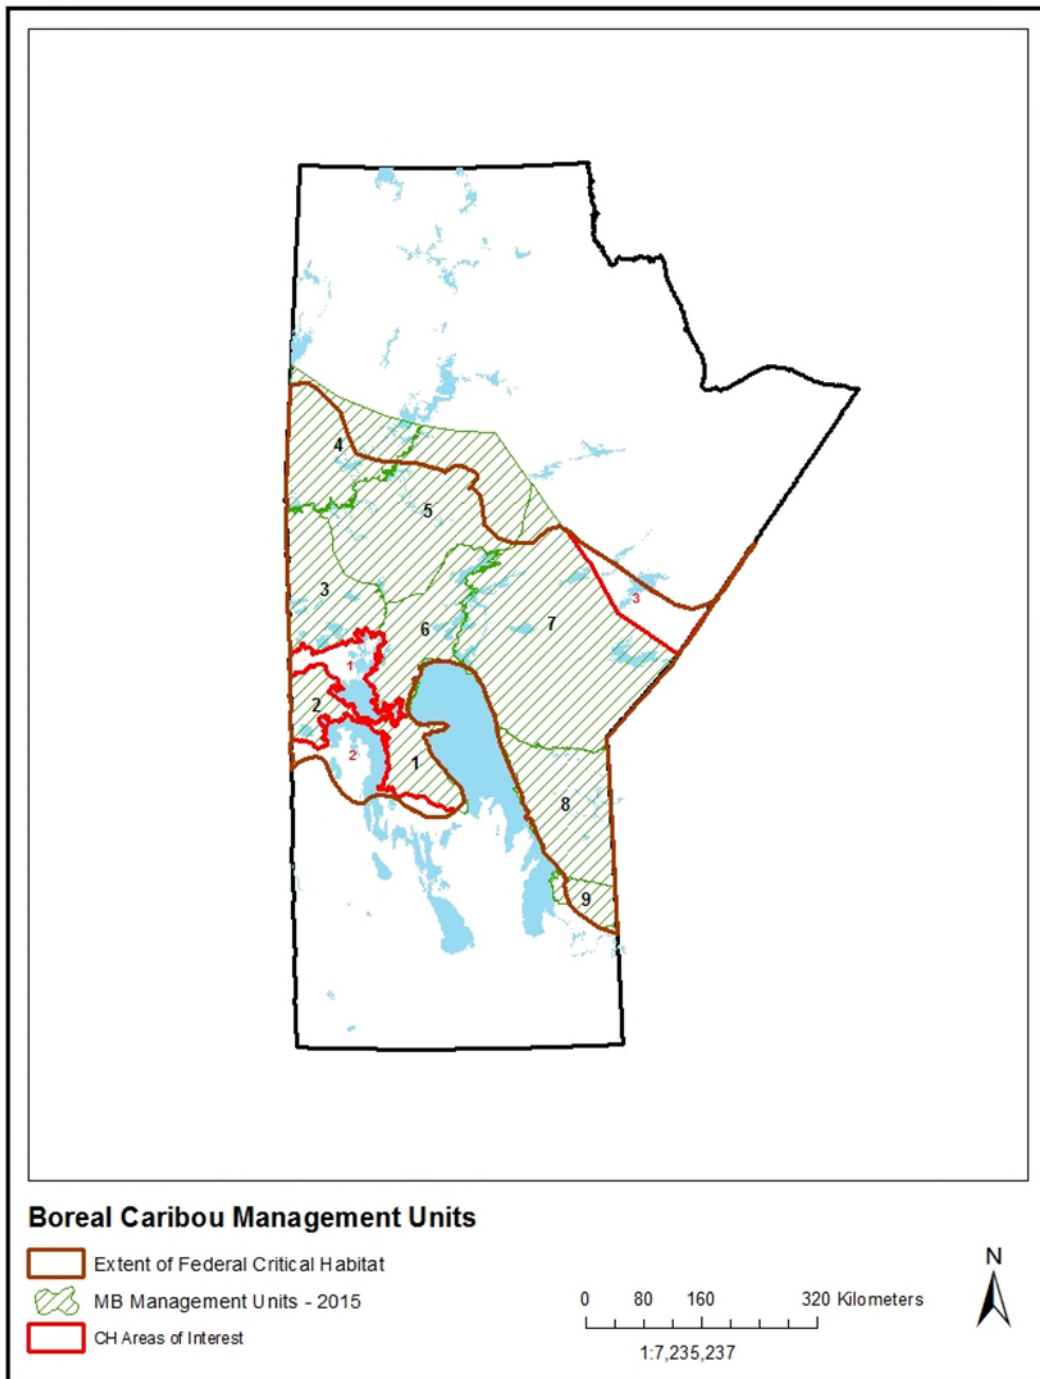 4
5
3
3
7
6
1
2
2
1
8
9
Boreal Caribou Management Units
Extent of Federal Critical Habitat
MB Management Units - 2015
CH Areas of Interest
0 80 160 320 Kilometers
1:7,235,237
N